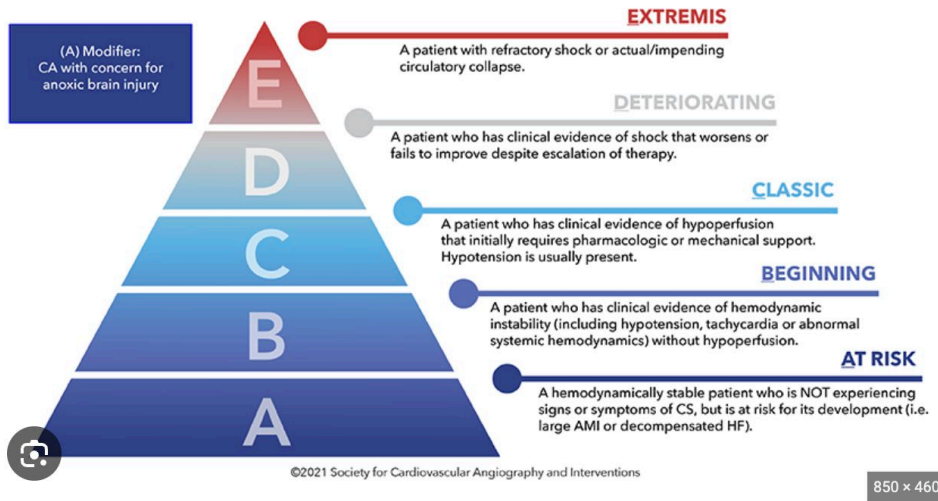 (A) Modifier:
CA with concern for
anoxic brain injury
E
EXTREMIS
A patient with refractory shock or actual/impending
circulatory collapse.
D
DETERIORATING
A patient who has clinical evidence of shock that worsens or
fails to improve despite escalation of therapy.
C
CLASSIC
A patient who has clinical evidence of hypoperfusion
that initially requires pharmacologic or mechanical support.
Hypotension is usually present.
B
BEGINNING
A patient who has clinical evidence of hemodynamic
instability (including hypotension, tachycardia or abnormal
systemic hemodynamics) without hypoperfusion.
A
AT RISK
A hemodynamically stable patient who is NOT experiencing
signs or symptoms of CS, but is at risk for its development (i.e.
large AMI or decompensated HF).
©2021 Society for Cardiovascular Angiography and Interventions
850 × 460